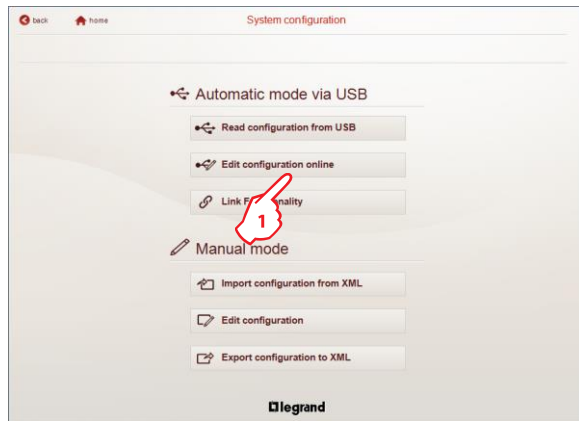 back home System configuration
Automatic mode via USB
Read configuration from USB
Edit configuration online
Link F nality
1
Manual mode
Import configuration from XML
Edit configuration
Export configuration to XML
legrand